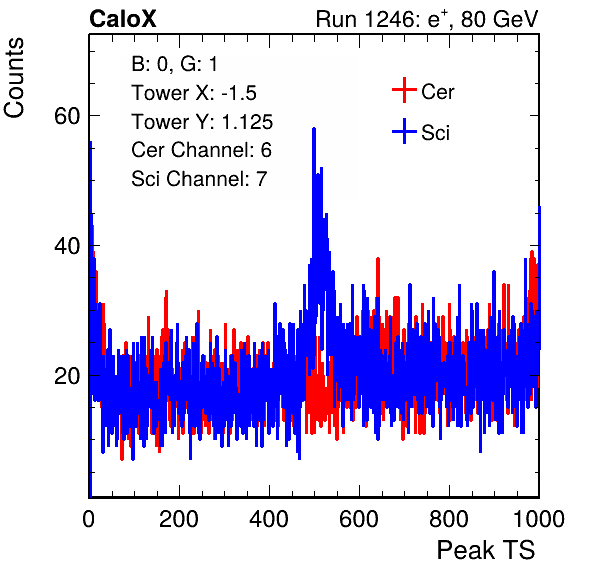 CaloX Run 1246: e⁺, 80 GeV
Counts
B: 0, G: 1
Tower X: -1.5
Tower Y: 1.125
Cer Channel: 6
Sci Channel: 7
Cer
Sci
60
40
20
0 200 400 600 800 1000
Peak TS